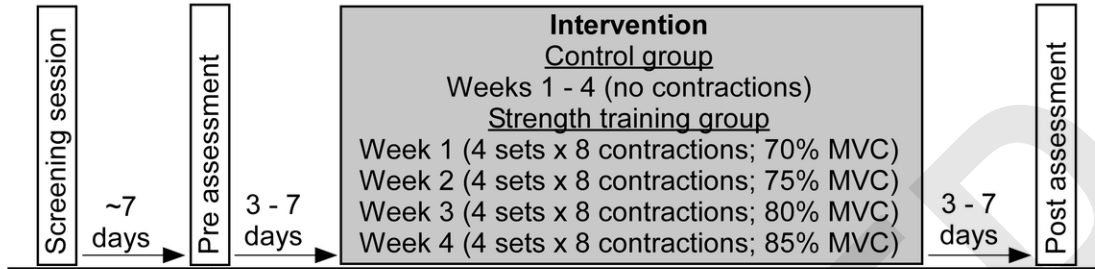 Screening session
~7
days
Pre assessment
3 - 7
days
Intervention
Control group
Weeks 1 - 4 (no contractions)
Strength training group
Week 1 (4 sets x 8 contractions; 70% MVC)
Week 2 (4 sets x 8 contractions; 75% MVC)
Week 3 (4 sets x 8 contractions; 80% MVC)
Week 4 (4 sets x 8 contractions; 85% MVC)
3 - 7
days
Post assessment